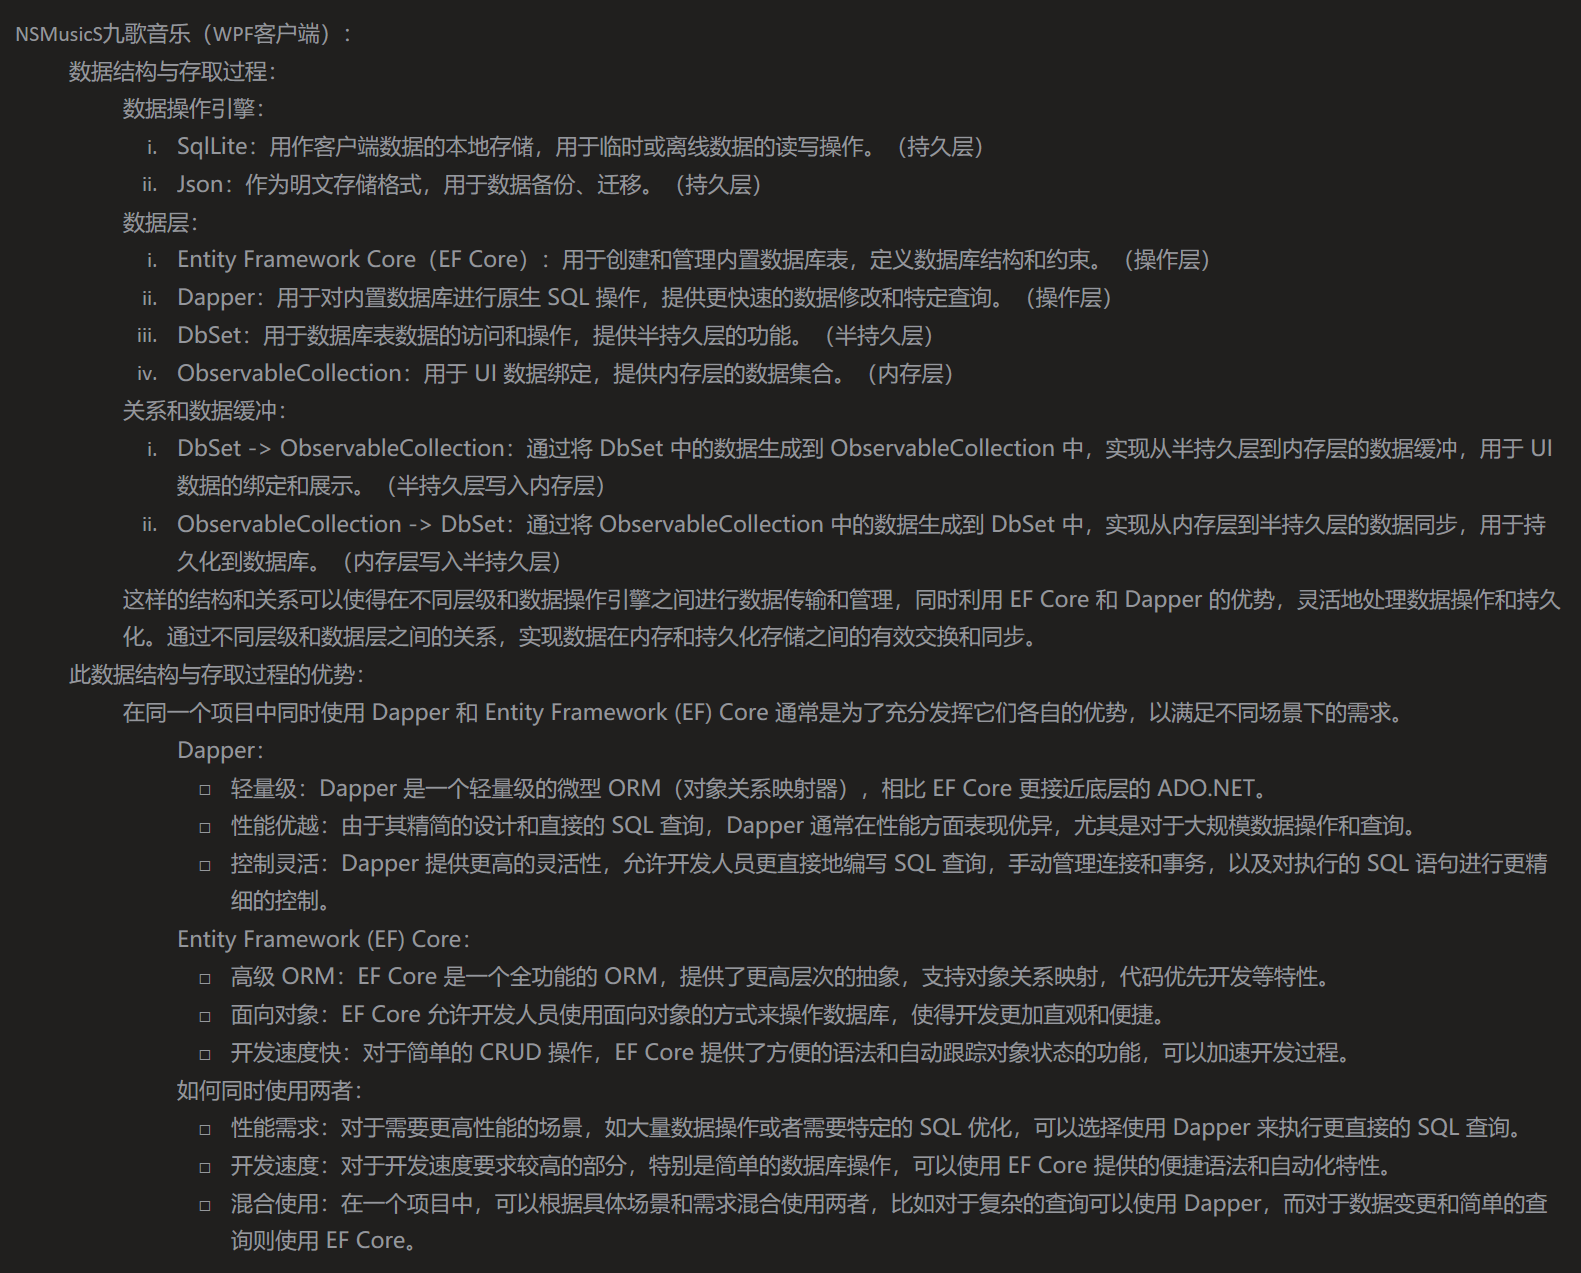 NSMusicS九歌音乐（WPF客户端）:
数据结构与存取过程:
数据操作引擎:
i. SqlLite: 用作客户端数据的本地存储，用于临时或离线数据的读写操作。（持久层）
ii. Json: 作为明文存储格式，用于数据备份、迁移。（持久层）
数据层:
i. Entity Framework Core（EF Core）: 用于创建和管理内置数据库表，定义数据库结构和约束。（操作层）
ii. Dapper: 用于对内置数据库进行原生 SQL 操作，提供更快速的数据修改和特定查询。（操作层）
iii. DbSet: 用于数据库表数据的访问和操作，提供半持久层的功能。（半持久层）
iv. ObservableCollection: 用于 UI 数据绑定，提供内存层的数据集合。（内存层）
关系和数据缓冲:
i. DbSet -> ObservableCollection: 通过将 DbSet 中的数据生成到 ObservableCollection 中，实现从半持久层到内存层的数据缓冲，用于 UI
数据的绑定和展示。（半持久层写入内存层）
ii. ObservableCollection -> DbSet: 通过将 ObservableCollection 中的数据生成到 DbSet 中，实现从内存层到半持久层的数据同步，用于持
久化到数据库。（内存层写入半持久层）
这样的结构和关系可以使得在不同层级和数据操作引擎之间进行数据传输和管理，同时利用 EF Core 和 Dapper 的优势，灵活地处理数据操作和持久
化。通过不同层级和数据层之间的关系，实现数据在内存和持久化存储之间的有效交换和同步。
此数据结构与存取过程的优势:
在同一个项目中同时使用 Dapper 和 Entity Framework (EF) Core 通常是为了充分发挥它们各自的优势，以满足不同场景下的需求。
Dapper:
□ 轻量级: Dapper 是一个轻量级的微型 ORM（对象关系映射器），相比 EF Core 更接近底层的 ADO.NET。
□ 性能优越: 由于其精简的设计和直接的 SQL 查询，Dapper 通常在性能方面表现优异，尤其是对于大规模数据操作和查询。
□ 控制灵活: Dapper 提供更高的灵活性，允许开发人员更直接地编写 SQL 查询，手动管理连接和事务，以及对执行的 SQL 语句进行更精
细的控制。
Entity Framework (EF) Core:
□ 高级 ORM: EF Core 是一个全功能的 ORM，提供了更高层次的抽象，支持对象关系映射，代码优先开发等特性。
□ 面向对象: EF Core 允许开发人员使用面向对象的方式来操作数据库，使得开发更加直观和便捷。
□ 开发速度快: 对于简单的 CRUD 操作，EF Core 提供了方便的语法和自动跟踪对象状态的功能，可以加速开发过程。
如何同时使用两者:
□ 性能需求: 对于需要更高性能的场景，如大量数据操作或者需要特定的 SQL 优化，可以选择使用 Dapper 来执行更直接的 SQL 查询。
□ 开发速度: 对于开发速度要求较高的部分，特别是简单的数据库操作，可以使用 EF Core 提供的便捷语法和自动化特性。
□ 混合使用: 在一个项目中，可以根据具体场景和需求混合使用两者，比如对于复杂的查询可以使用 Dapper，而对于数据变更和简单的查
询则使用 EF Core。